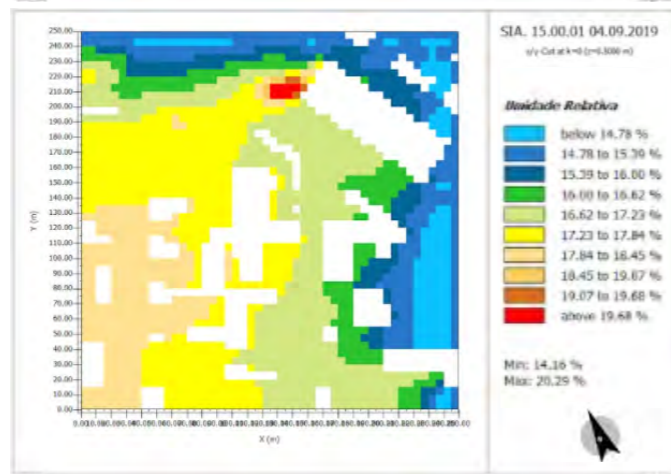 SIA. 15.00.01 04.09.2019
x/y-Cut at k=0 (z=0.5000 m)
Umidade Relativa
below 14.78 %
14.78 to 15.39 %
15.39 to 16.00 %
16.00 to 16.62 %
16.62 to 17.23 %
17.23 to 17.84 %
17.84 to 18.45 %
18.45 to 19.07 %
19.07 to 19.68 %
above 19.68 %
Min: 14.16 %
Max: 20.29 %
250.00
240.00
230.00
220.00
210.00
200.00
190.00
180.00
170.00
160.00
150.00
140.00
130.00
120.00
110.00
100.00
90.00
80.00
70.00
60.00
50.00
40.00
30.00
20.00
10.00
0.00
Y (m)
X (m)